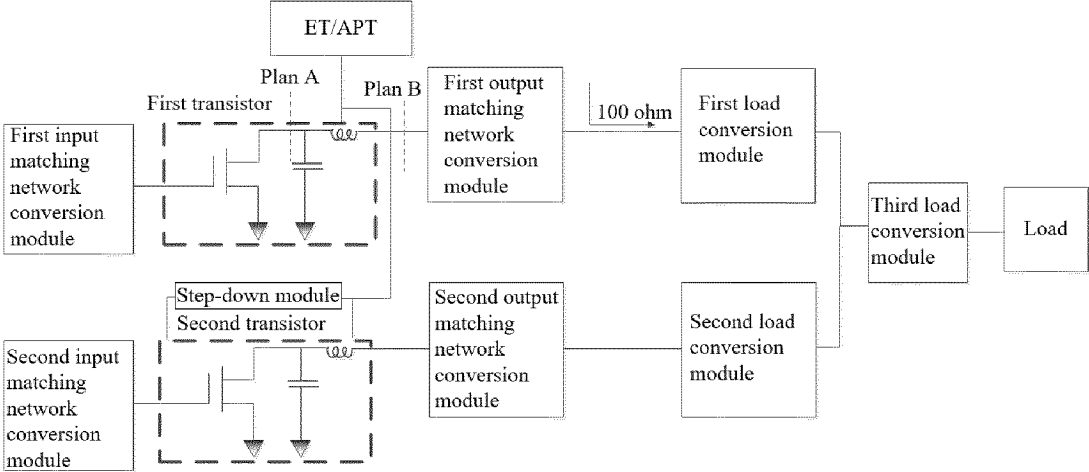 ET/APT
Plan A
Plan B
First transistor
First input
matching
network
conversion
module
First output
matching
network
conversion
module
100 ohm
First load
conversion
module
Third load
conversion
module
Load
Step-down module
Second transistor
Second input
matching
network
conversion
module
Second output
matching
network
conversion
module
Second load
conversion
module